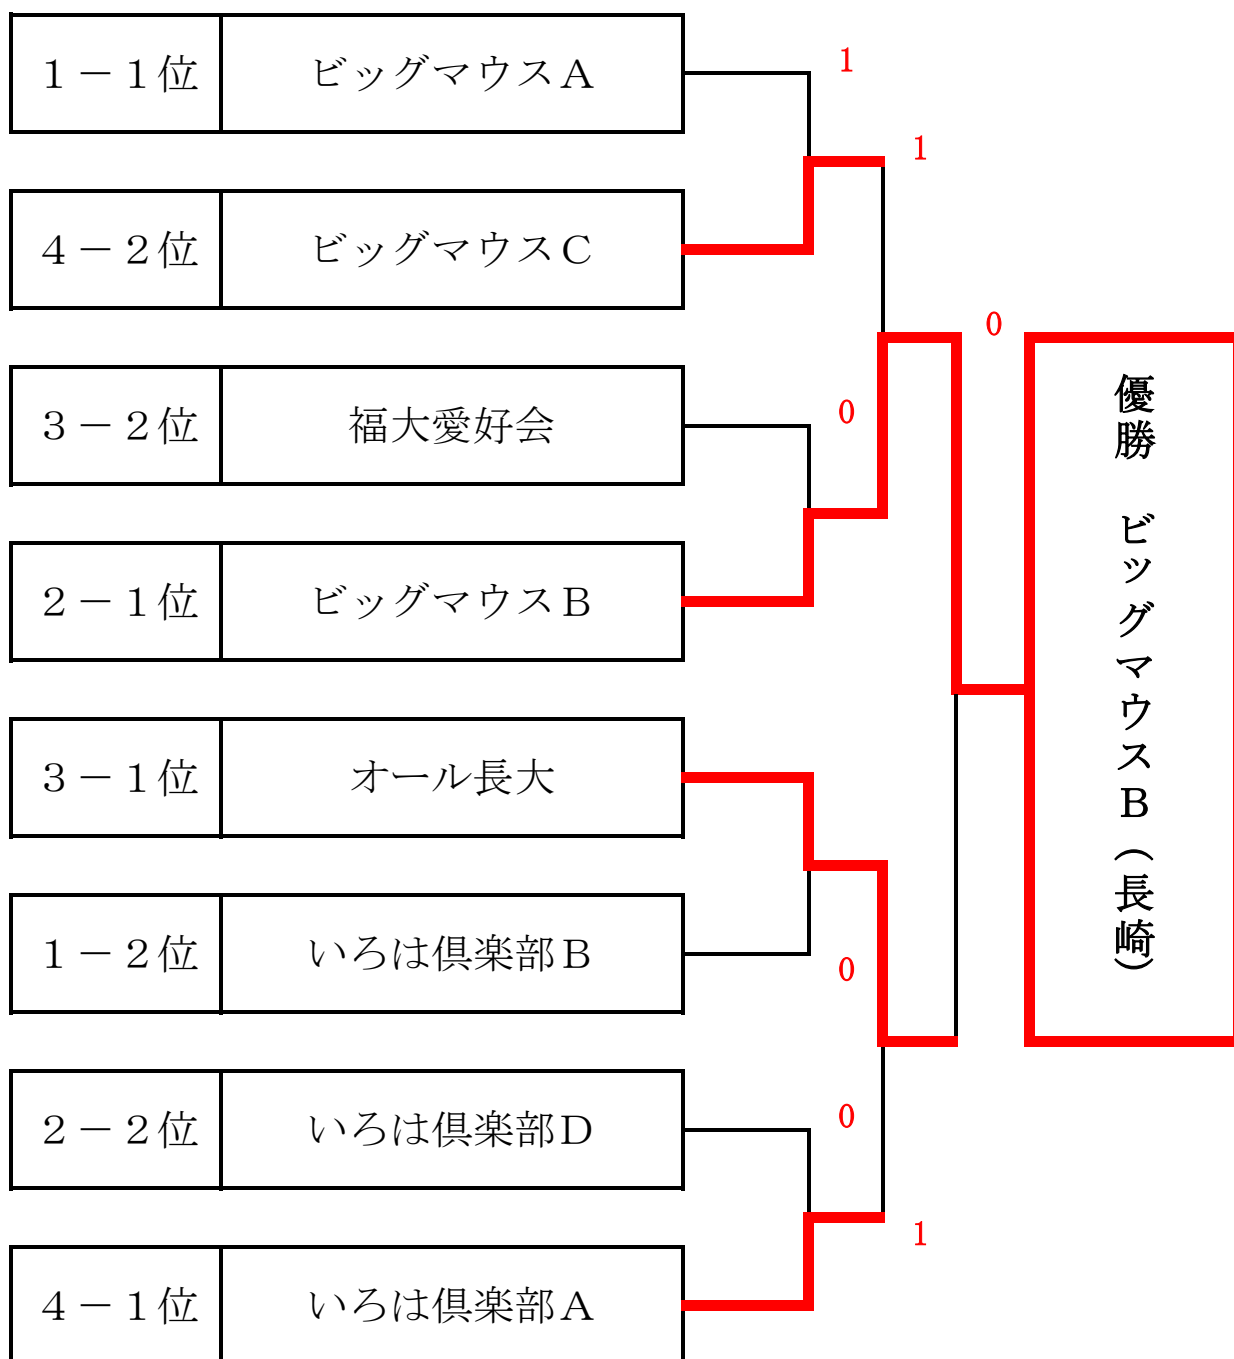 1－1位 ビッグマウスA
1
1
4－2位 ビッグマウスC
0
3－2位 福大愛好会
0
2－1位 ビッグマウスB
3－1位 オール長大
1－2位 いろは倶楽部B
0
2－2位 いろは倶楽部D
0
1
4－1位 いろは倶楽部A
優勝 ビッグマウスB（長崎）